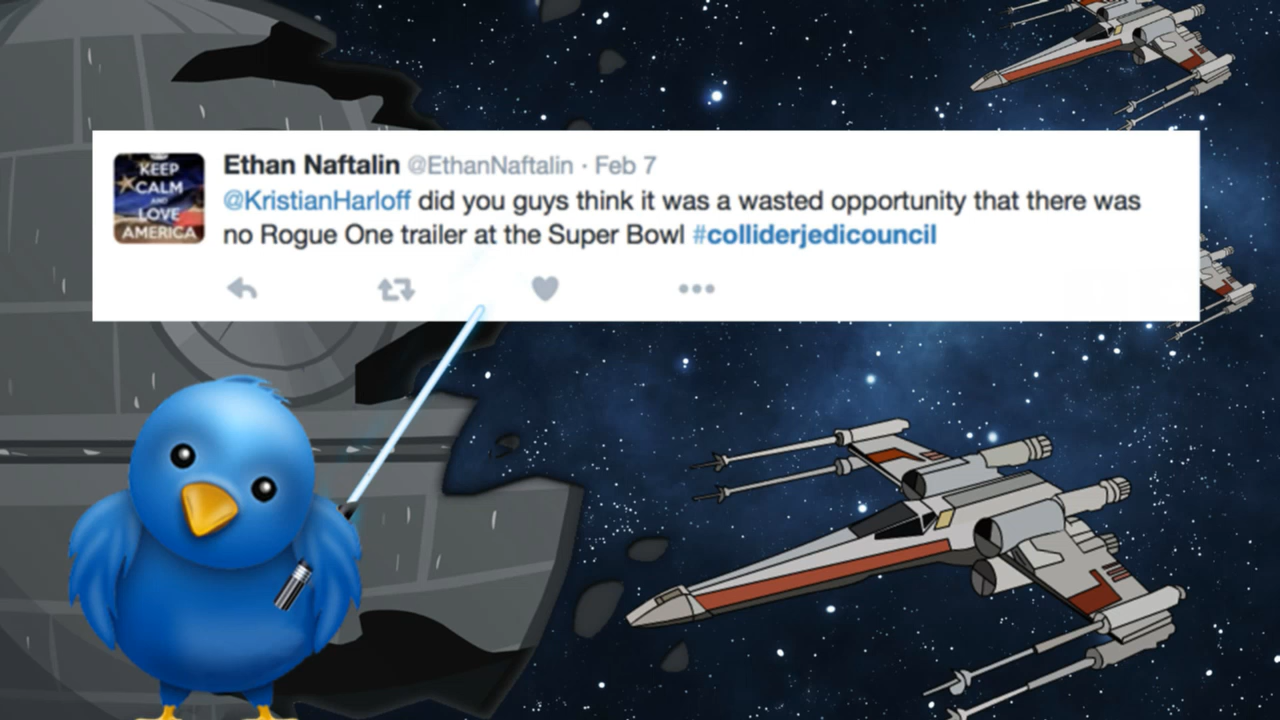 KEEP
CALM
AND
LOVE
AMERICA
Ethan Naftalin @EthanNaftalin · Feb 7
@KristianHarloff did you guys think it was a wasted opportunity that there was
no Rogue One trailer at the Super Bowl #colliderjedicouncil